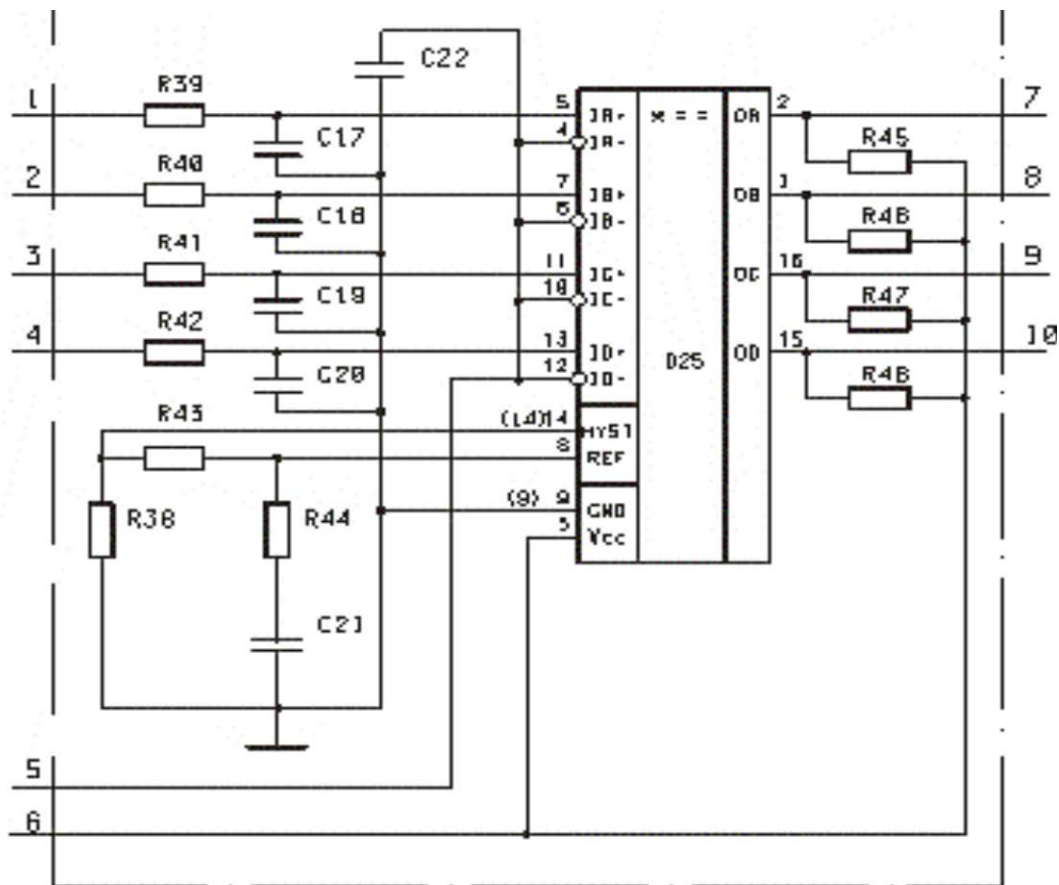 C22
R39
1
5
IA+
* = =
OA
2
7
C17
4
IA-
R45
R40
2
7
IB+
OB
1
8
C18
6
IB-
R46
R41
3
11
IC+
OC
16
9
C19
10
IC-
R47
R42
4
13
ID+
D25
OD
15
10
C20
12
ID-
R48
R43
(14)14
HYST
8
REF
R38
R44
(9) 9
GND
3
Vcc
C21
5
6